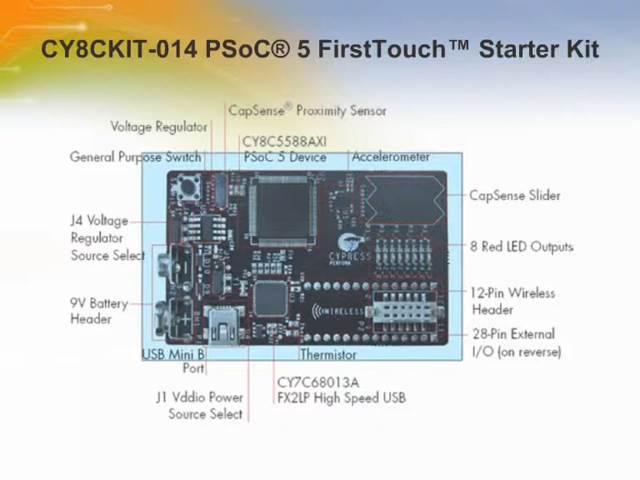 CY8CKIT-014 PSoC® 5 FirstTouch™ Starter Kit
CapSense® Proximity Sensor
Voltage Regulator
CY8C5588AXI
General Purpose Switch
PSoC 5 Device
Accelerometer
CapSense Slider
J4 Voltage
Regulator
Source Select
8 Red LED Outputs
CYPRESS
PERFORM
9V Battery
Header
12-Pin Wireless
Header
WIRELESS
28-Pin External
I/O (on reverse)
USB Mini B
Port
Thermistor
CY7C68013A
FX2LP High Speed USB
J1 Vddio Power
Source Select